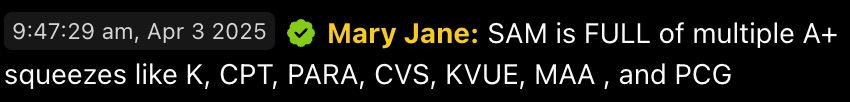 9:47:29 am, Apr 3 2025 Mary Jane: SAM is FULL of multiple A+
squeezes like K, CPT, PARA, CVS, KVUE, MAA , and PCG